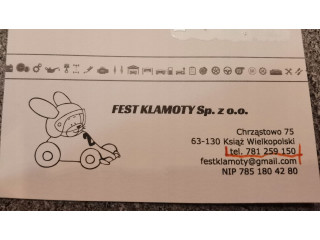 FEST KLAMOTY Sp. z o.o.
2
Chrząstowo 75
63-130 Książ Wielkopolski
tel. 781 259 150
festklamoty@gmail.com
NIP 785 180 42 80